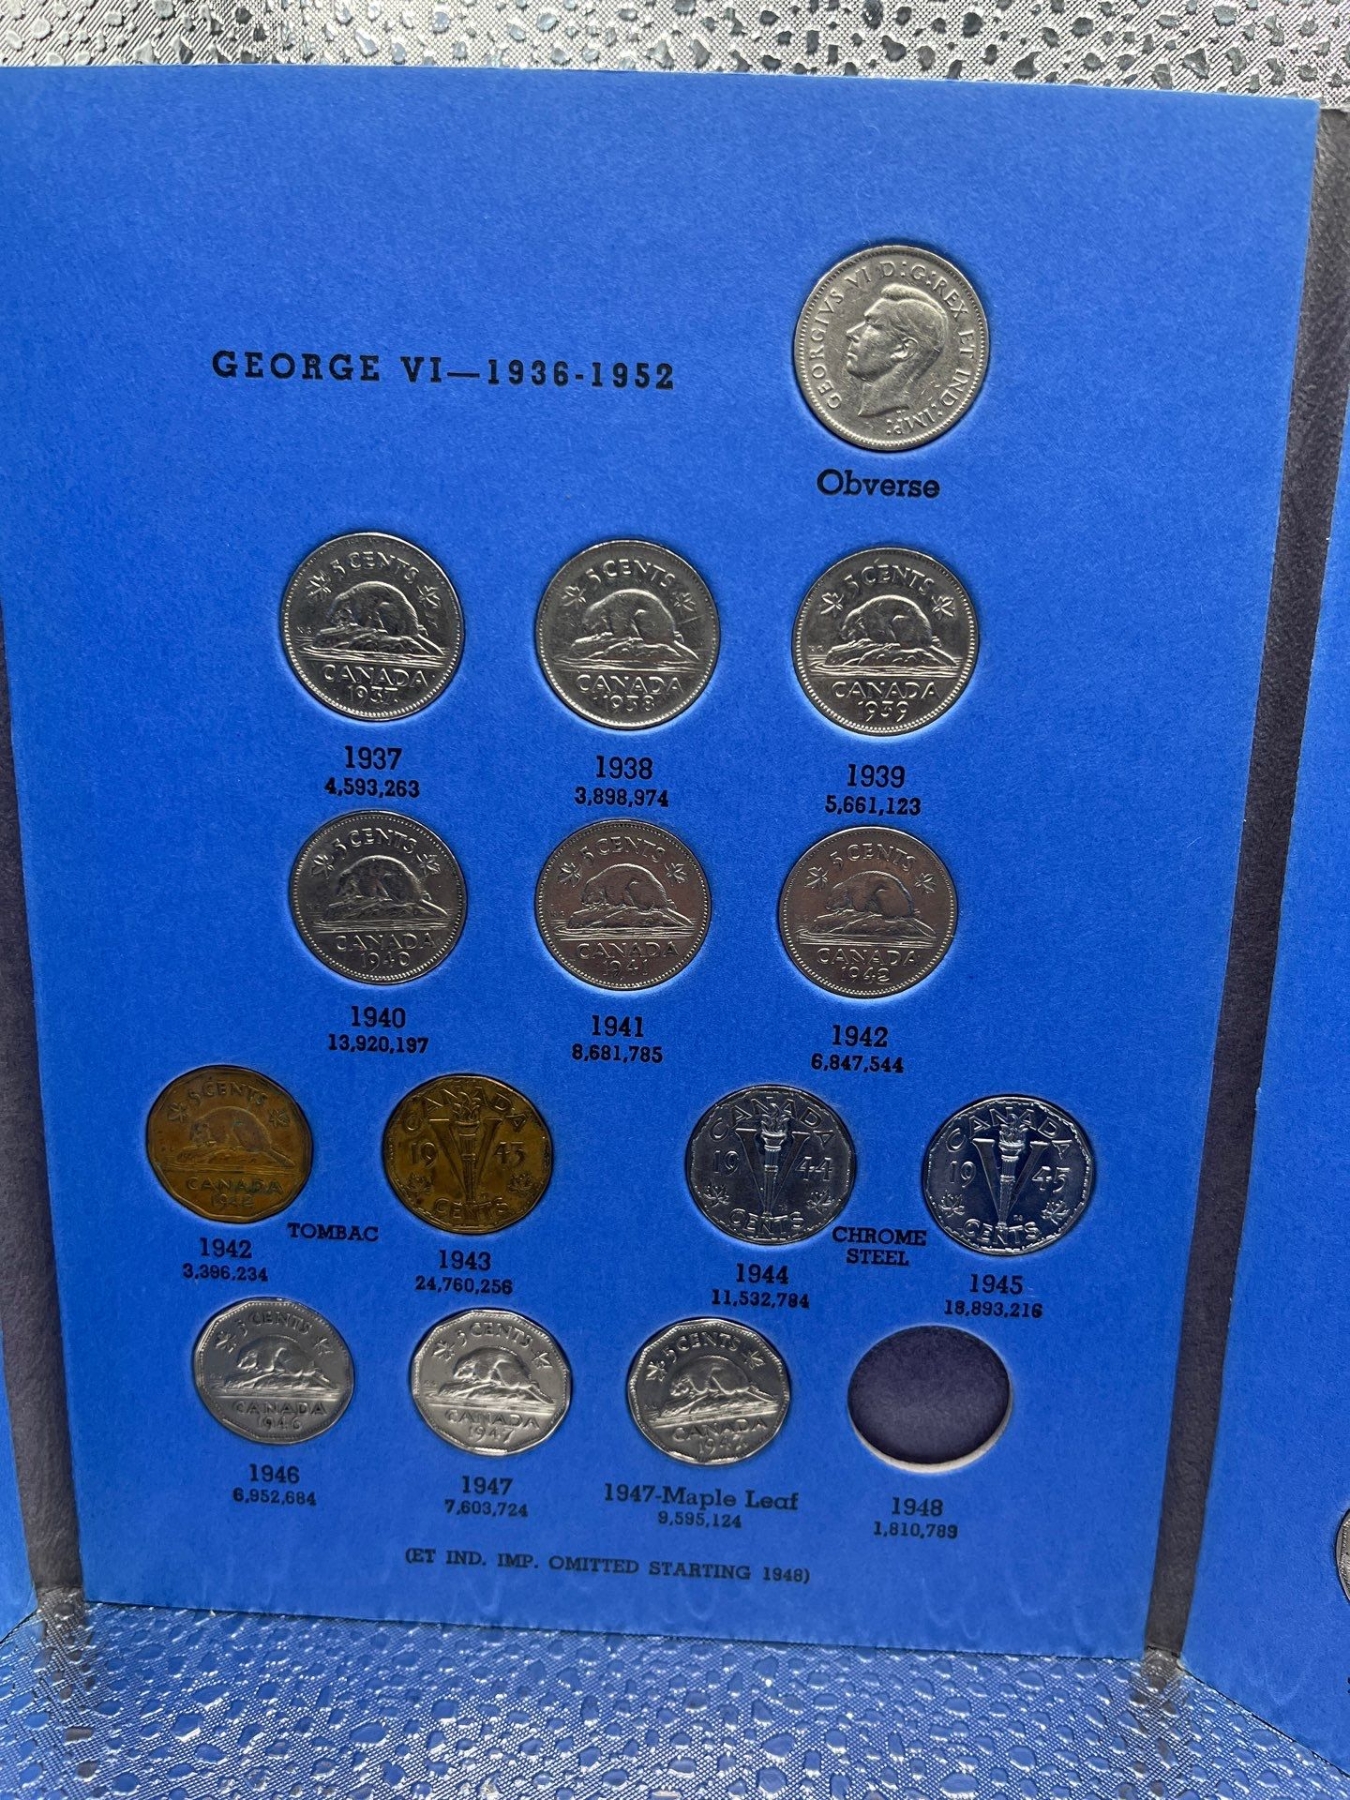 GEORGIVS VI D:G:REX ET IND:IMP:
GEORGE VI—1936-1952
Obverse
5 CENTS
CANADA
1937
5 CENTS
CANADA
1938
5 CENTS
CANADA
1939
1937
4,593,263
1938
3,898,974
1939
5,661,123
5 CENTS
CANADA
1940
5 CENTS
CANADA
1941
5 CENTS
CANADA
1942
1940
13,920,197
1941
8,681,785
1942
6,847,544
5 CENTS
CANADA
1942
CANADA
1943
CENTS
CANADA
1944
CENTS
CANADA
1945
CENTS
TOMBAC
CHROME
STEEL
1942
3,396,234
1943
24,760,256
1944
11,532,784
1945
18,893,216
5 CENTS
CANADA
1946
5 CENTS
CANADA
1947
5 CENTS
CANADA
1947
1946
6,952,684
1947
7,603,724
1947-Maple Leaf
9,595,124
1948
1,810,789
(ET IND. IMP. OMITTED STARTING 1948)